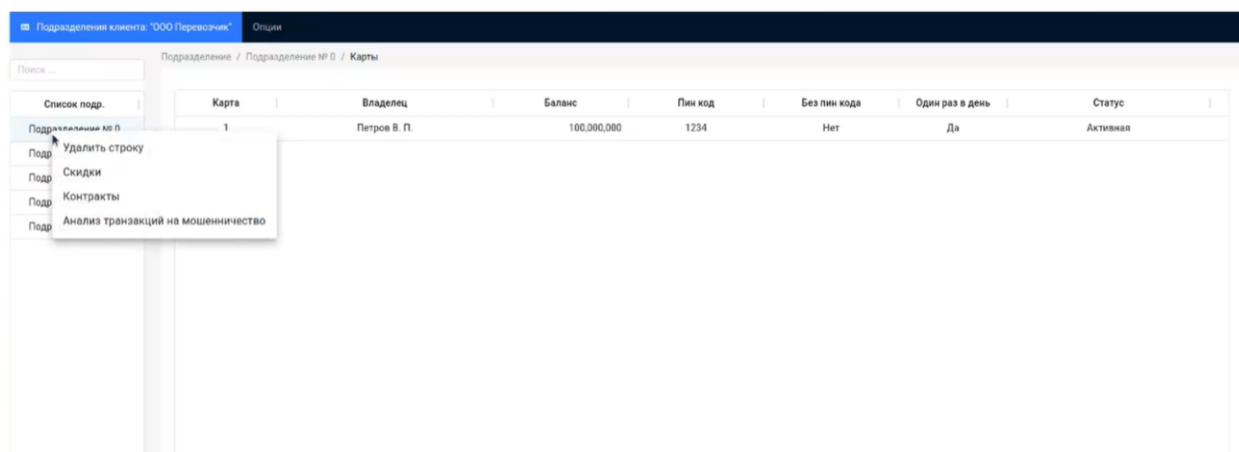 Подразделения клиента: "ООО Перевозчик" Опции
Подразделение / Подразделение № 0 / Карты
Поиск ...
Список подр. Карта Владелец Баланс Пин код Без пин кода Один раз в день Статус
Подразделение № 0 1 Петров В. П. 100,000,000 1234 Нет Да Активная
Удалить строку
Подр
Скидки
Подр
Контракты
Подр
Анализ транзакций на мошенничество
Подр